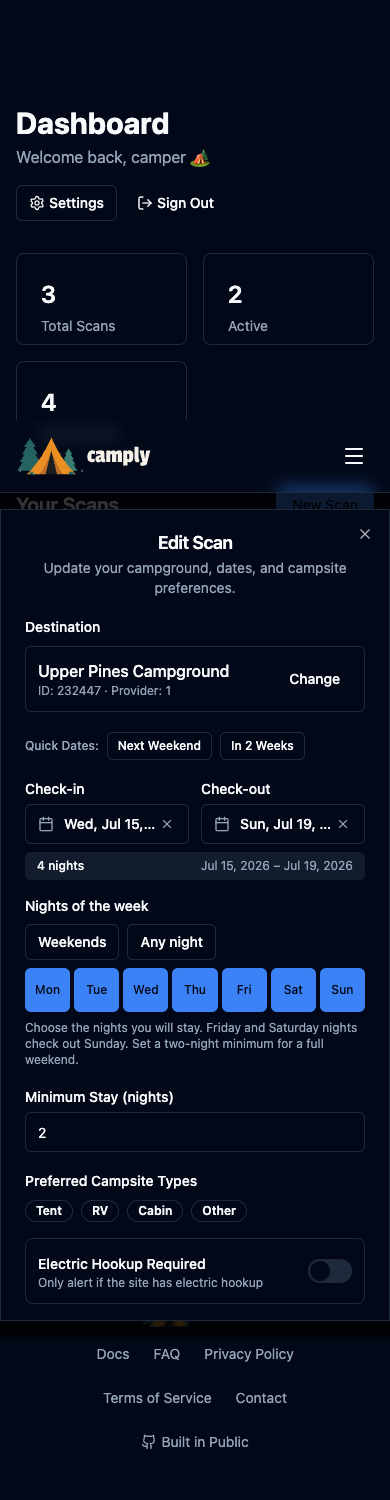 Dashboard
Welcome back, camper 🏕️
Settings
Sign Out
3
Total Scans
2
Active
4
camply
Your Scans
New Scan
Edit Scan
Update your campground, dates, and campsite
preferences.
Destination
Upper Pines Campground
ID: 232447 · Provider: 1
Change
Quick Dates:
Next Weekend
In 2 Weeks
Check-in
Check-out
Wed, Jul 15,...
Sun, Jul 19, ...
4 nights
Jul 15, 2026 – Jul 19, 2026
Nights of the week
Weekends
Any night
Mon
Tue
Wed
Thu
Fri
Sat
Sun
Choose the nights you will stay. Friday and Saturday nights
check out Sunday. Set a two-night minimum for a full
weekend.
Minimum Stay (nights)
2
Preferred Campsite Types
Tent
RV
Cabin
Other
Electric Hookup Required
Only alert if the site has electric hookup
Docs
FAQ
Privacy Policy
Terms of Service
Contact
Built in Public